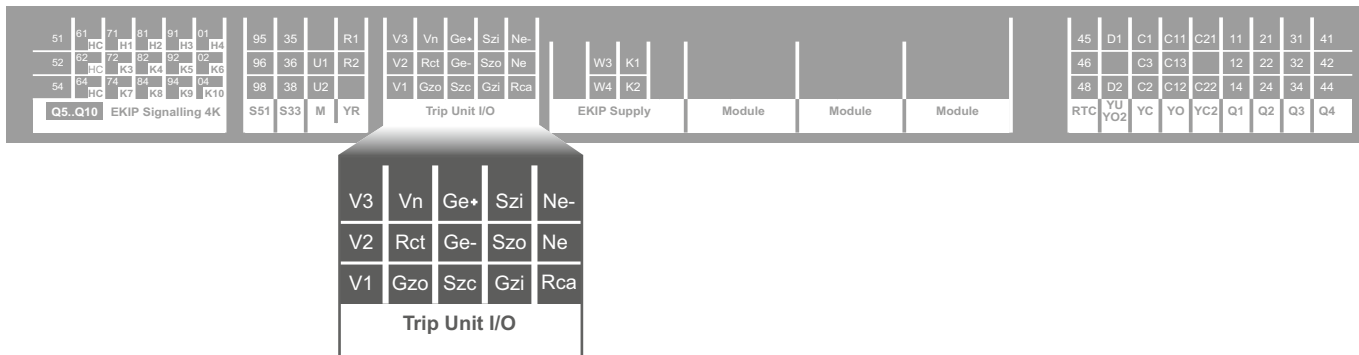 61 71 81 91 01
51 HC H1 H2 H3 H4 95 35 R1 V3 Vn Ge+ Szi Ne- 45 D1 C1 C11 C21 11 21 31 41
62 72 82 92 02
52 HC K3 K4 K5 K6 96 36 U1 R2 V2 Rct Ge- Szo Ne W3 K1 46 C3 C13 12 22 32 42
64 74 84 94 04
54 HC K7 K8 K9 K10 98 38 U2 V1 Gzo Szc Gzi Rca W4 K2 48 D2 C2 C12 C22 14 24 34 44
Q5..Q10 EKIP Signalling 4K S51 S33 M YR Trip Unit I/O EKIP Supply Module Module Module RTC YU YO2 YC YO YC2 Q1 Q2 Q3 Q4
V3 Vn Ge+ Szi Ne-
V2 Rct Ge- Szo Ne
V1 Gzo Szc Gzi Rca
Trip Unit I/O